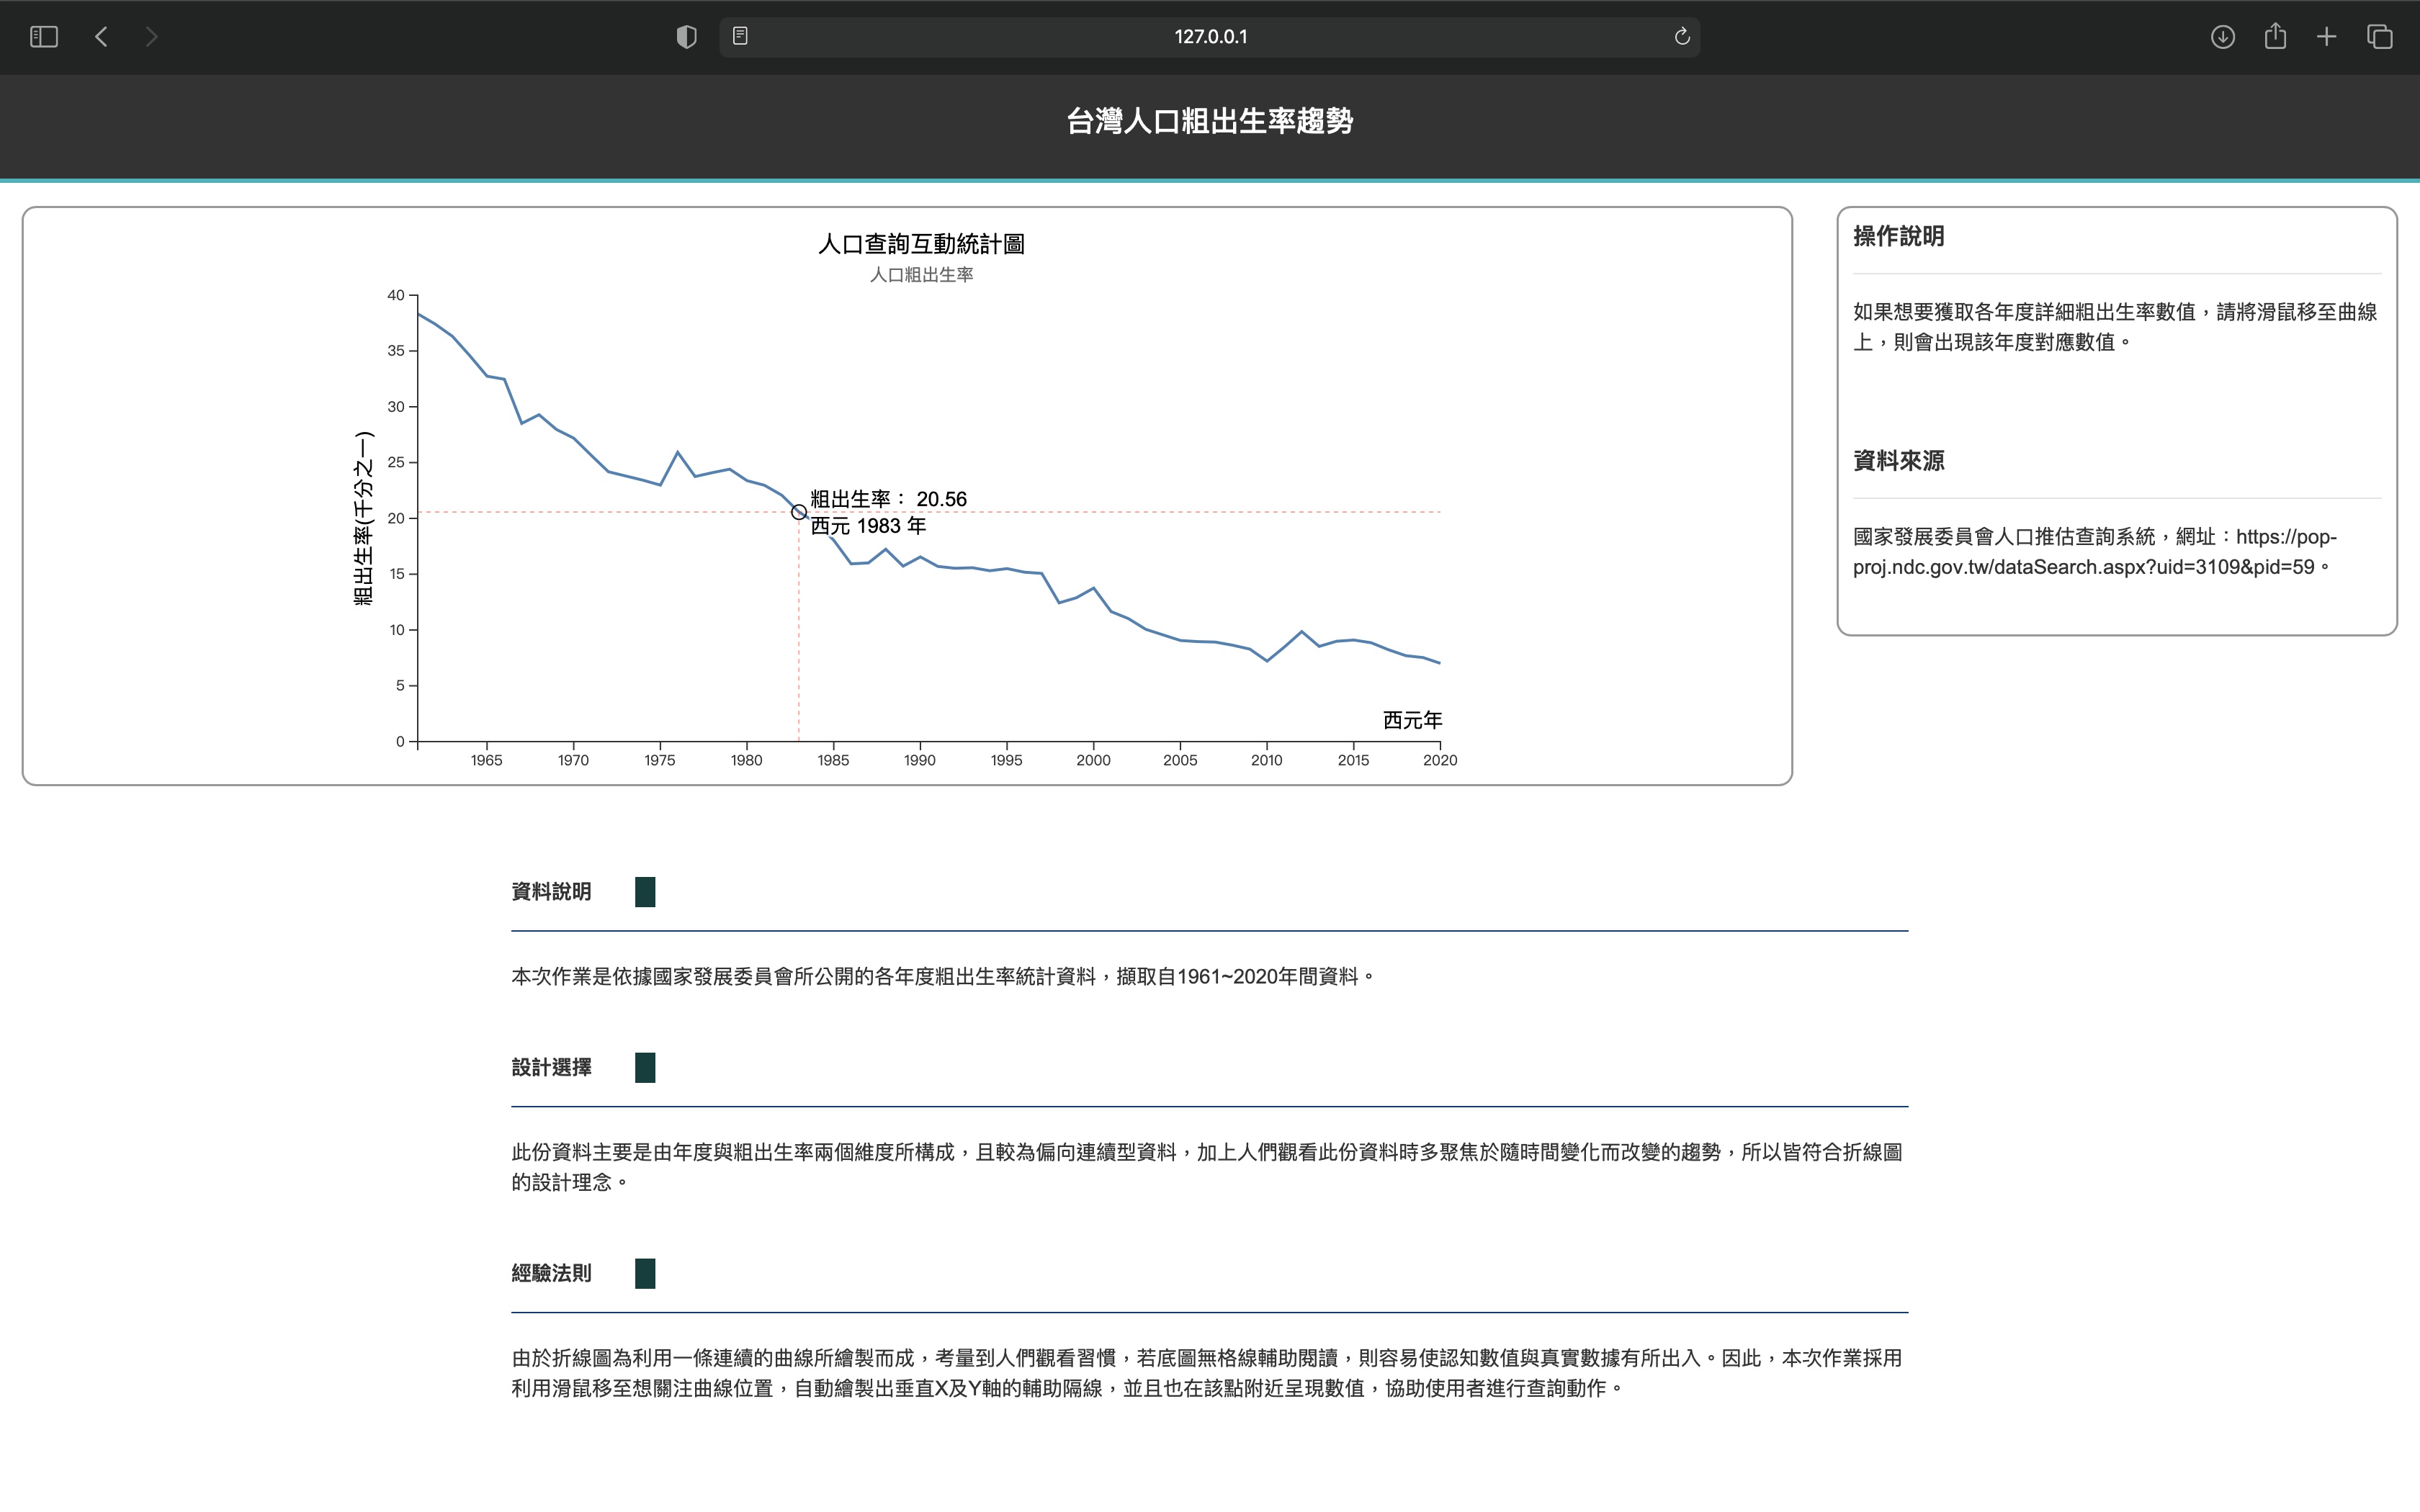 127.0.0.1
台灣人口粗出生率趨勢
人口查詢互動統計圖
人口粗出生率
粗出生率(千分之一)
40
35
30
25
20
15
10
5
0
粗出生率： 20.56
西元 1983 年
西元年
1965 1970 1975 1980 1985 1990 1995 2000 2005 2010 2015 2020
操作說明
如果想要獲取各年度詳細粗出生率數值，請將滑鼠移至曲線
上，則會出現該年度對應數值。
資料來源
國家發展委員會人口推估查詢系統，網址：https://pop-
proj.ndc.gov.tw/dataSearch.aspx?uid=3109&pid=59。
資料說明
本次作業是依據國家發展委員會所公開的各年度粗出生率統計資料，擷取自1961~2020年間資料。
設計選擇
此份資料主要是由年度與粗出生率兩個維度所構成，且較為偏向連續型資料，加上人們觀看此份資料時多聚焦於隨時間變化而改變的趨勢，所以皆符合折線圖
的設計理念。
經驗法則
由於折線圖為利用一條連續的曲線所繪製而成，考量到人們觀看習慣，若底圖無格線輔助閱讀，則容易使認知數值與真實數據有所出入。因此，本次作業採用
利用滑鼠移至想關注曲線位置，自動繪製出垂直X及Y軸的輔助隔線，並且也在該點附近呈現數值，協助使用者進行查詢動作。